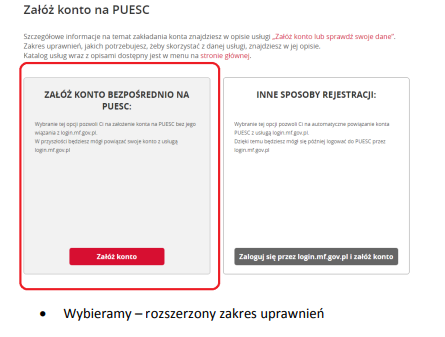 Załóż konto na PUESC
Szczegółowe informacje na temat zakładania konta znajdziesz w opisie usługi „Załóż konto lub sprawdź swoje dane”.
Zakres uprawnień, jakich potrzebujesz, żeby skorzystać z danej usługi, znajdziesz w jej opisie.
Katalog usług wraz z opisami dostępny jest w menu na stronie głównej.
ZAŁÓŻ KONTO BEZPOŚREDNIO NA
PUESC:
Wybranie tej opcji pozwoli Ci na założenie konta na PUESC bez jego
wiązania z login.mf.gov.pl.
W przyszłości będziesz mógł powiązać swoje konto z usługą
login.mf.gov.pl
Załóż konto
INNE SPOSOBY REJESTRACJI:
Wybranie tej opcji pozwoli Ci na automatyczne powiązanie konta
PUESC z usługą login.mf.gov.pl.
Dzięki temu będziesz mógł się później logować do PUESC przez
login.mf.gov.pl
Zaloguj się przez login.mf.gov.pl i załóż konto
• Wybieramy – rozszerzony zakres uprawnień